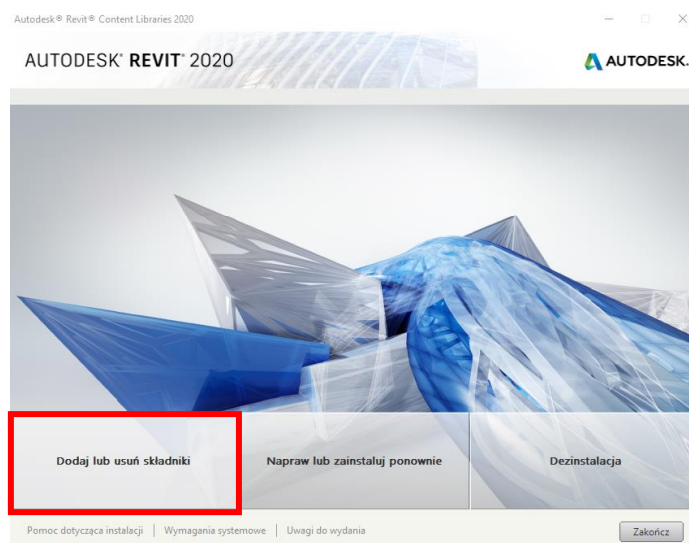 Autodesk® Revit® Content Libraries 2020
AUTODESK® REVIT® 2020
AUTODESK.
Dodaj lub usuń składniki
Napraw lub zainstaluj ponownie
Dezinstalacja
Pomoc dotycząca instalacji | Wymagania systemowe | Uwagi do wydania
Zakończ